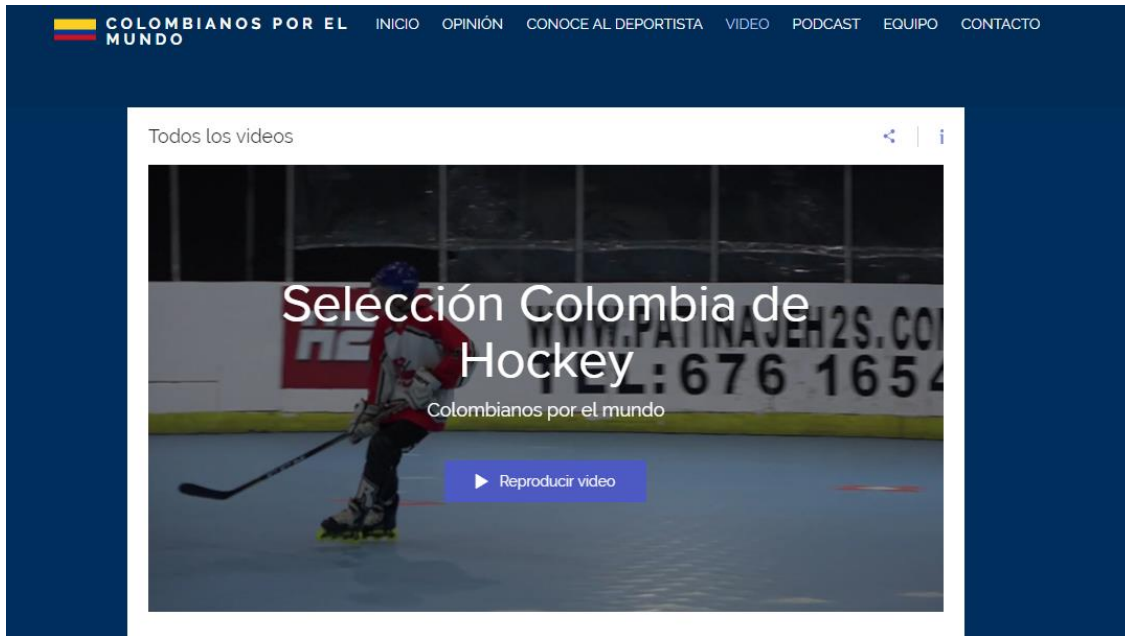 COLOMBIANOS POR EL
MUNDO
INICIO OPINIÓN CONOCE AL DEPORTISTA VIDEO PODCAST EQUIPO CONTACTO
Todos los videos
Selección Colombia de
Hockey
Colombianos por el mundo
Reproducir video
WWW.PATINAJEH2S.CO
TEL:676 1654